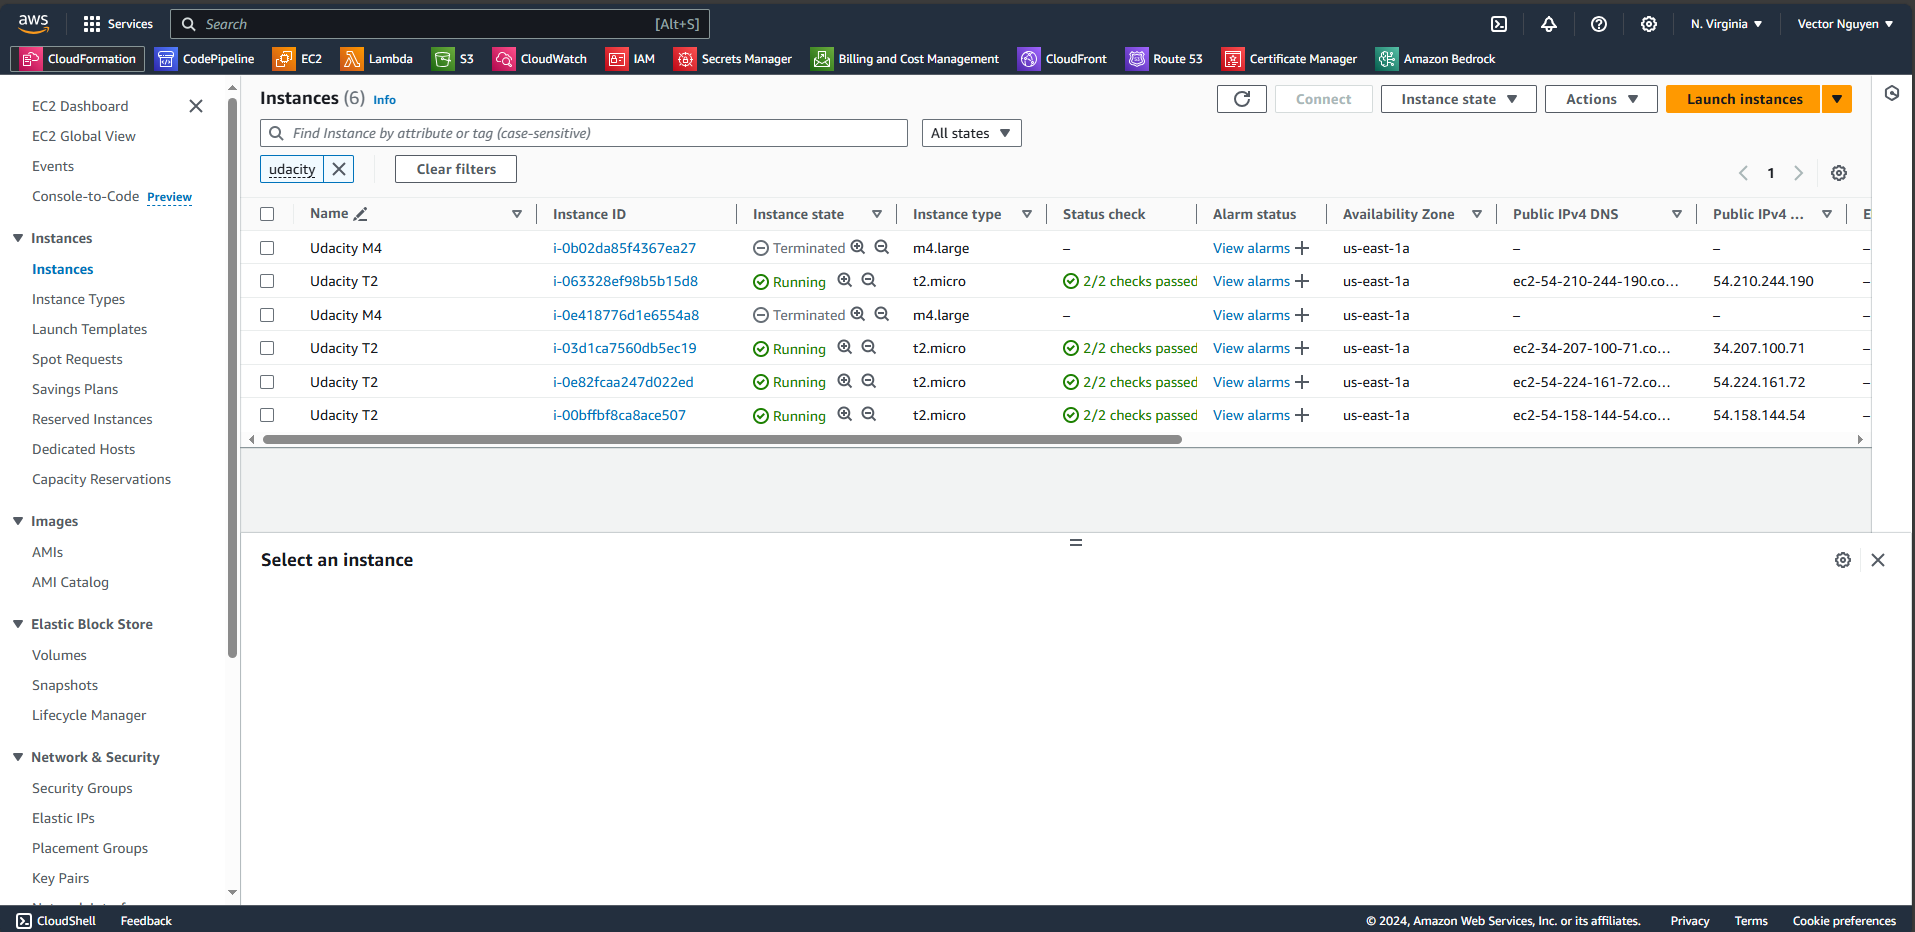 aws Services Search [Alt+S] N. Virginia Vector Nguyen
CloudFormation CodePipeline EC2 Lambda S3 CloudWatch IAM Secrets Manager Billing and Cost Management CloudFront Route 53 Certificate Manager Amazon Bedrock
EC2 Dashboard
EC2 Global View
Events
Console-to-Code Preview
Instances
Instances
Instance Types
Launch Templates
Spot Requests
Savings Plans
Reserved Instances
Dedicated Hosts
Capacity Reservations
Images
AMIs
AMI Catalog
Elastic Block Store
Volumes
Snapshots
Lifecycle Manager
Network & Security
Security Groups
Elastic IPs
Placement Groups
Key Pairs
Instances (6) Info Connect Instance state Actions Launch instances
Find Instance by attribute or tag (case-sensitive) All states
udacity Clear filters 1
Name Instance ID Instance state Instance type Status check Alarm status Availability Zone Public IPv4 DNS Public IPv4 ... E
Udacity M4 i-0b02da85f4367ea27 Terminated m4.large – View alarms + us-east-1a – – –
Udacity T2 i-063328ef98b5b15d8 Running t2.micro 2/2 checks passed View alarms + us-east-1a ec2-54-210-244-190.co... 54.210.244.190 –
Udacity M4 i-0e418776d1e6554a8 Terminated m4.large – View alarms + us-east-1a – – –
Udacity T2 i-03d1ca7560db5ec19 Running t2.micro 2/2 checks passed View alarms + us-east-1a ec2-34-207-100-71.co... 34.207.100.71 –
Udacity T2 i-0e82fcaa247d022ed Running t2.micro 2/2 checks passed View alarms + us-east-1a ec2-54-224-161-72.co... 54.224.161.72 –
Udacity T2 i-00bffbf8ca8ace507 Running t2.micro 2/2 checks passed View alarms + us-east-1a ec2-54-158-144-54.co... 54.158.144.54 –
Select an instance
CloudShell Feedback © 2024, Amazon Web Services, Inc. or its affiliates. Privacy Terms Cookie preferences